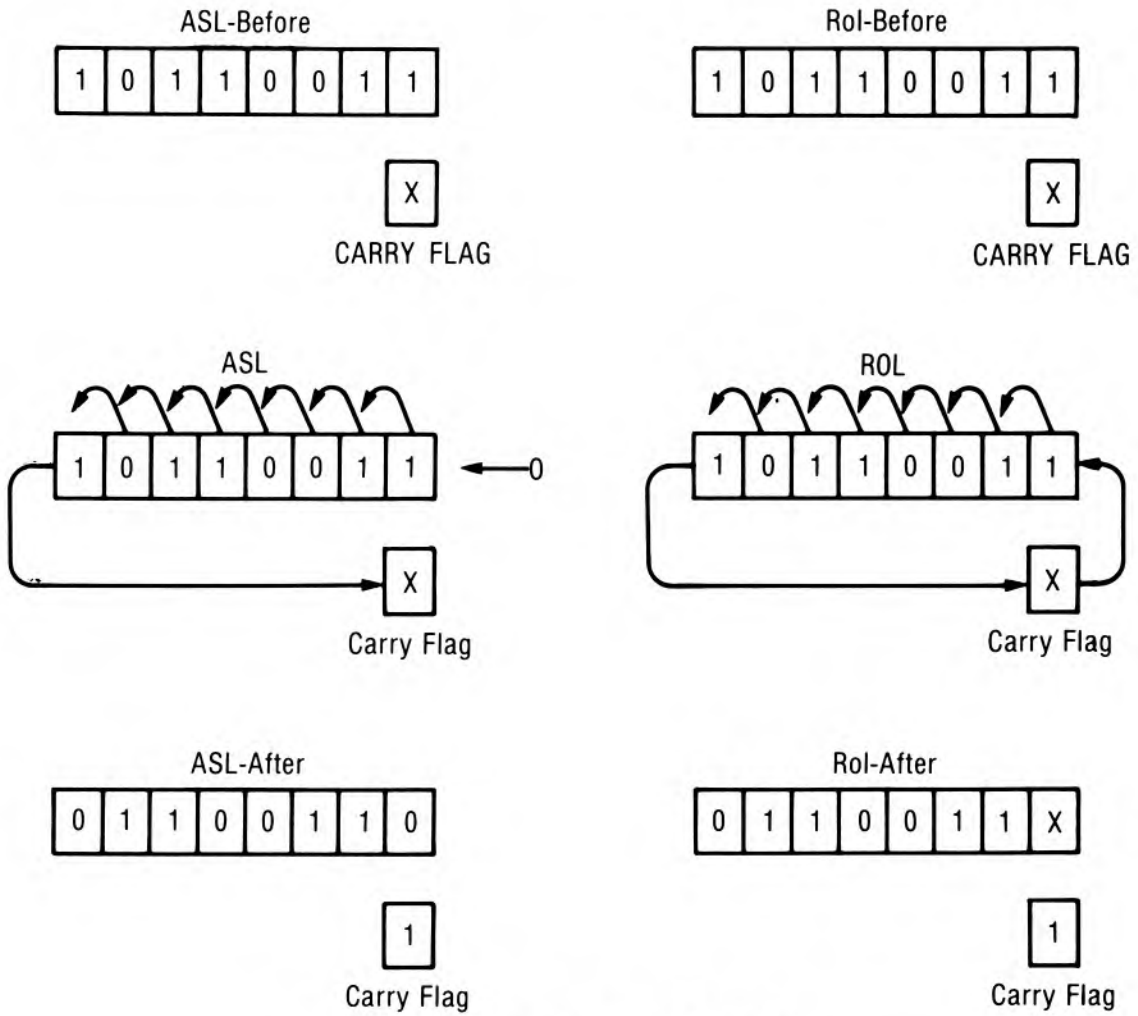 ASL-Before
1 0 1 1 0 0 1 1
X
CARRY FLAG
Rol-Before
1 0 1 1 0 0 1 1
X
CARRY FLAG
ASL
1 0 1 1 0 0 1 1 0
X
Carry Flag
ROL
1 0 1 1 0 0 1 1
X
Carry Flag
ASL-After
0 1 1 0 0 1 1 0
1
Carry Flag
Rol-After
0 1 1 0 0 1 1 X
1
Carry Flag